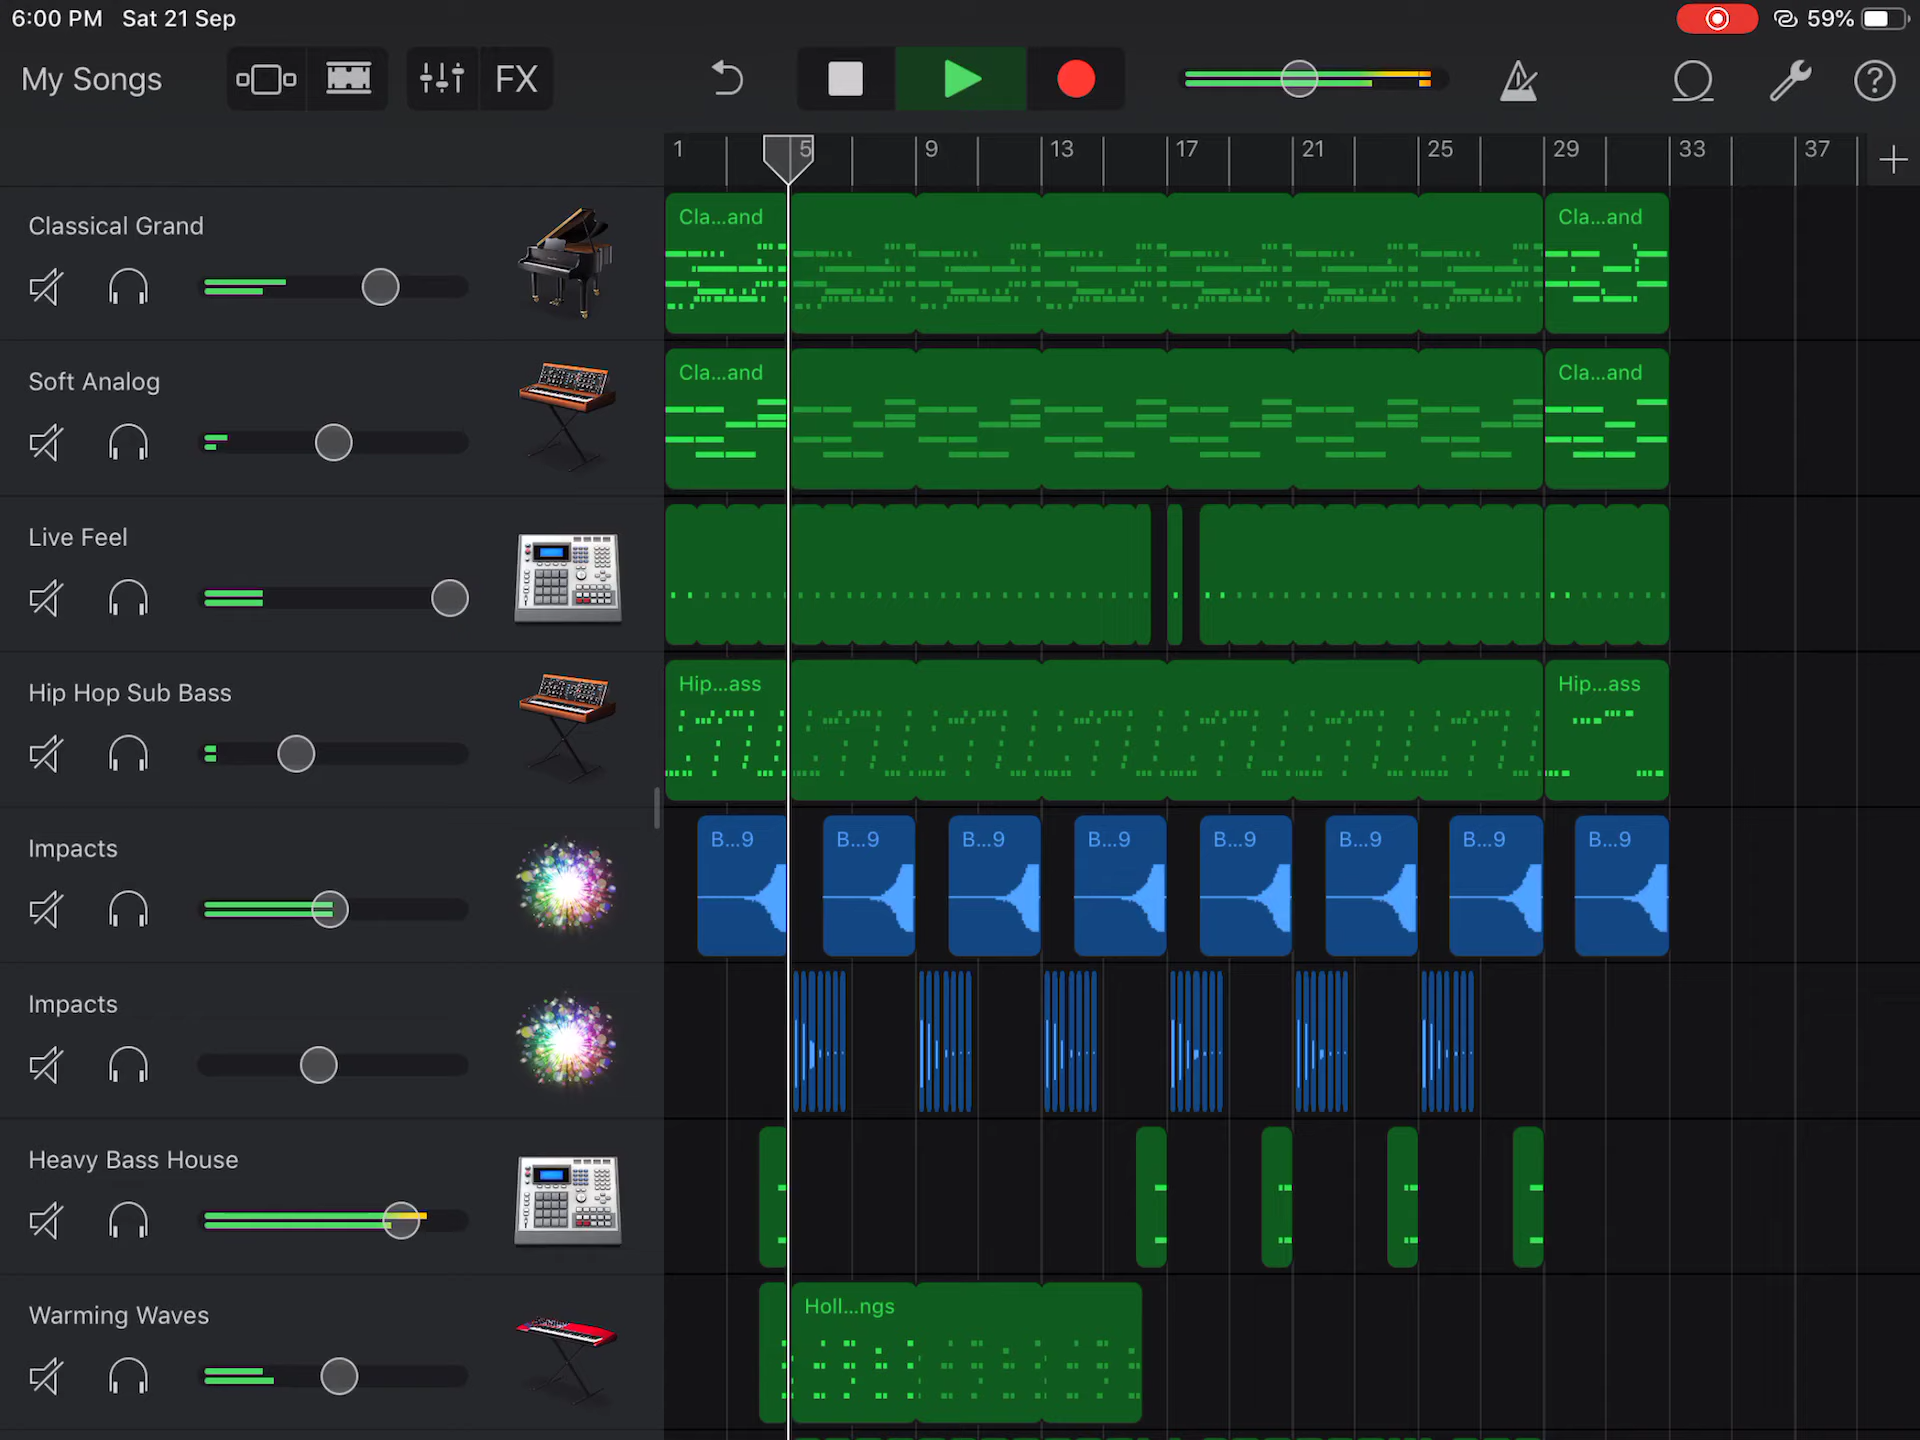 6:00 PM Sat 21 Sep 59%
My Songs FX ?
1 5 9 13 17 21 25 29 33 37 +
Classical Grand
Cla...and Cla...and
Soft Analog
Cla...and Cla...and
Live Feel
Hip Hop Sub Bass
Hip...ass Hip...ass
Impacts
B...9 B...9 B...9 B...9 B...9 B...9 B...9 B...9
Impacts
Heavy Bass House
Warming Waves
Holl...ngs